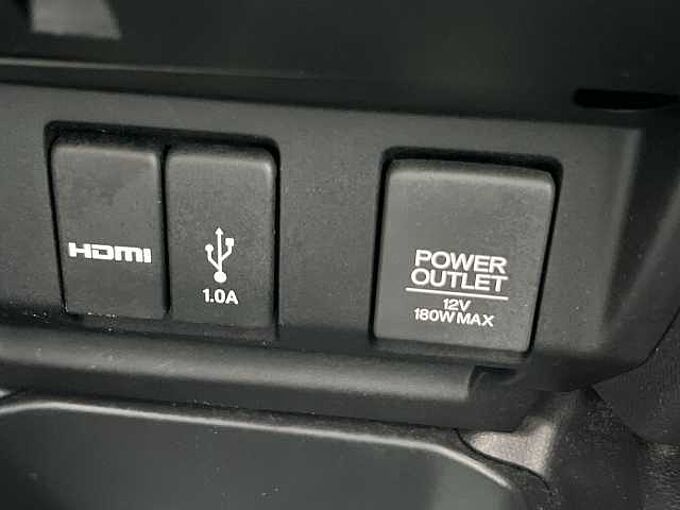 HDMI
1.0A
POWER
OUTLET
12V
180W MAX